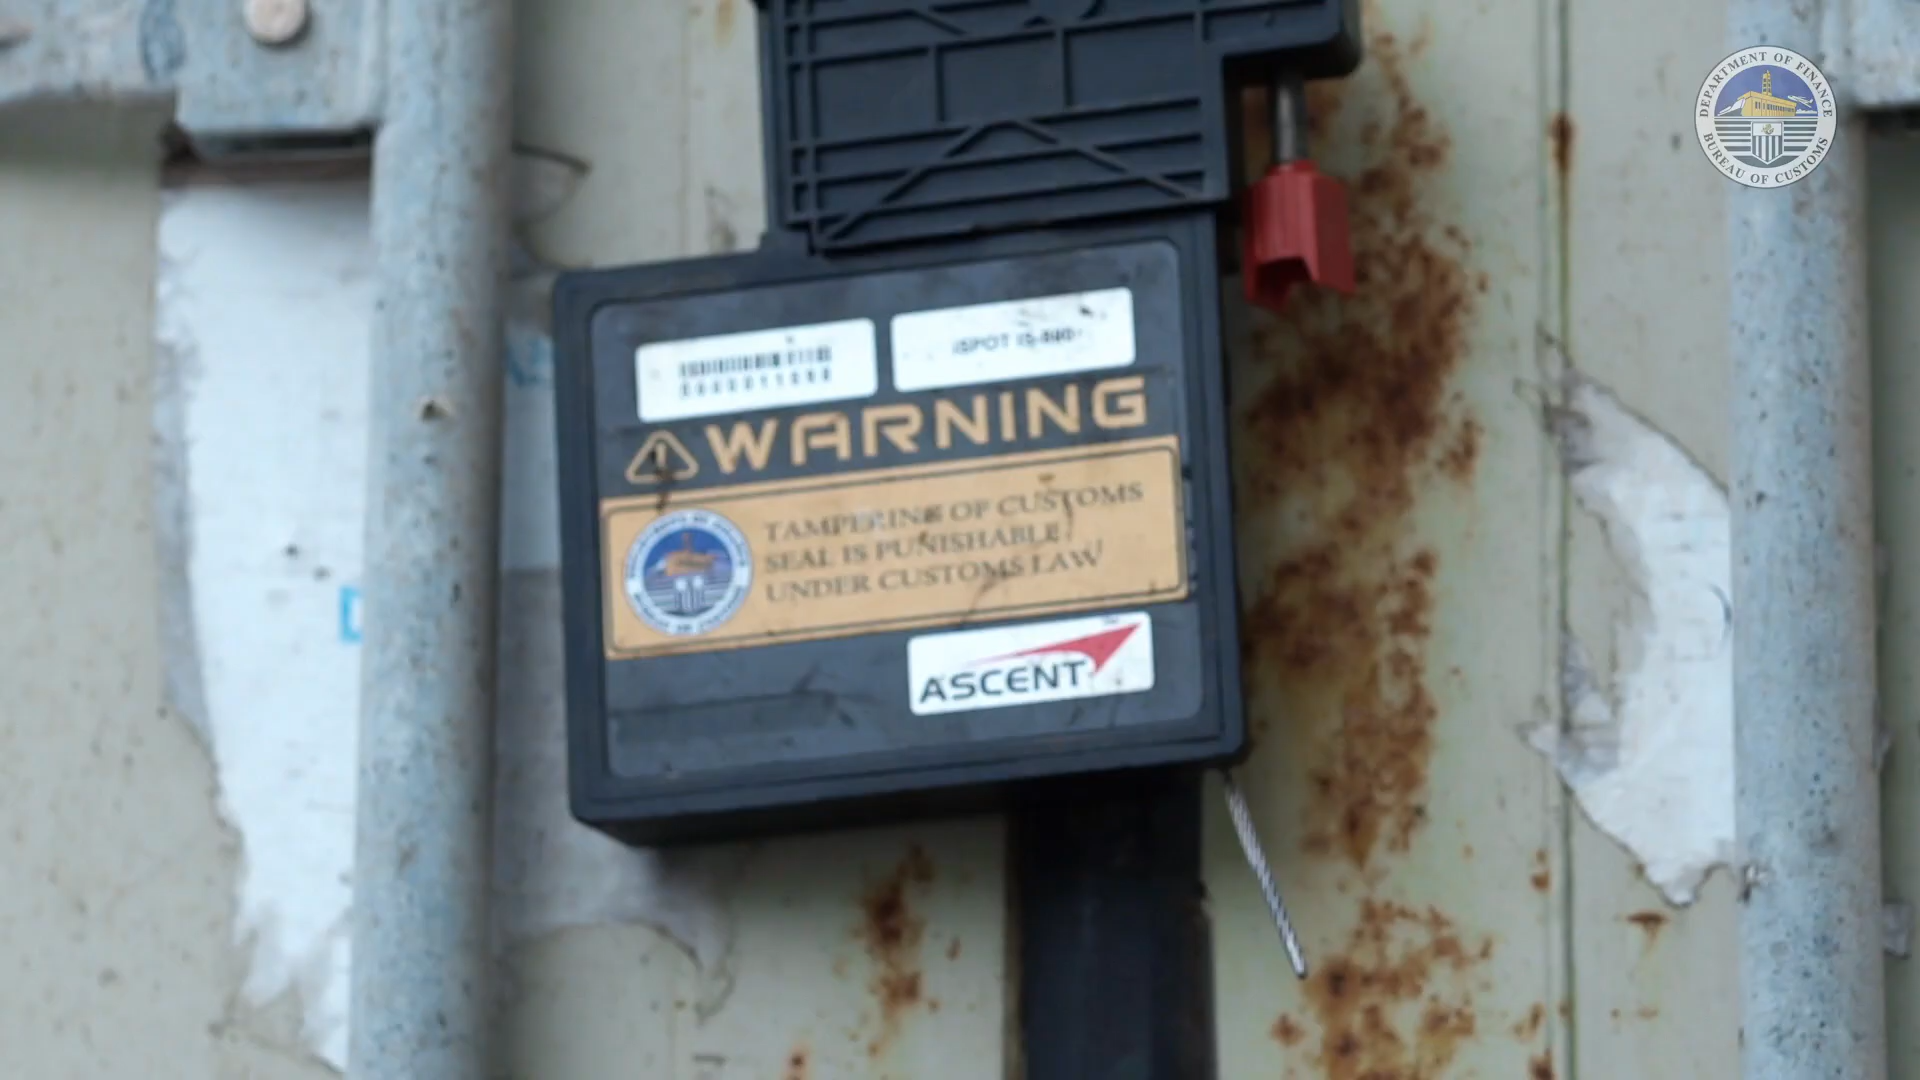 DEPARTMENT OF FINANCE
BUREAU OF CUSTOMS
WARNING
TAMPERING OF CUSTOMS
SEAL IS PUNISHABLE
UNDER CUSTOMS LAW
ASCENT